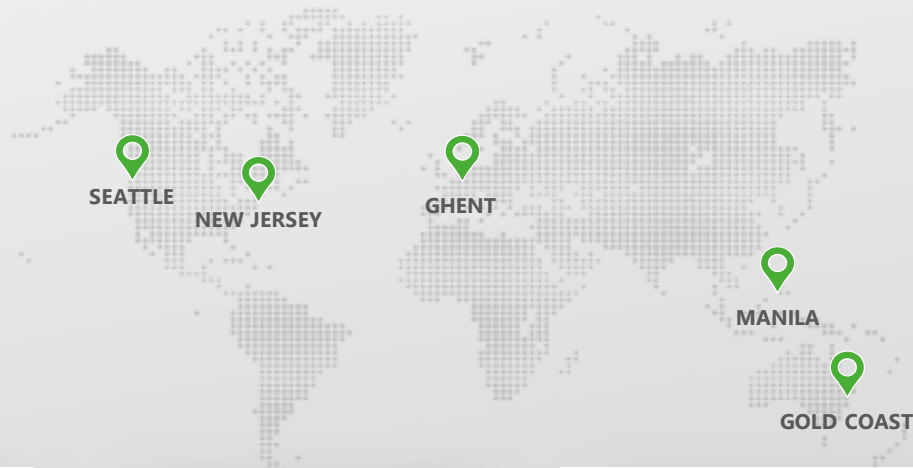 SEATTLE
NEW JERSEY
GHENT
MANILA
GOLD COAST